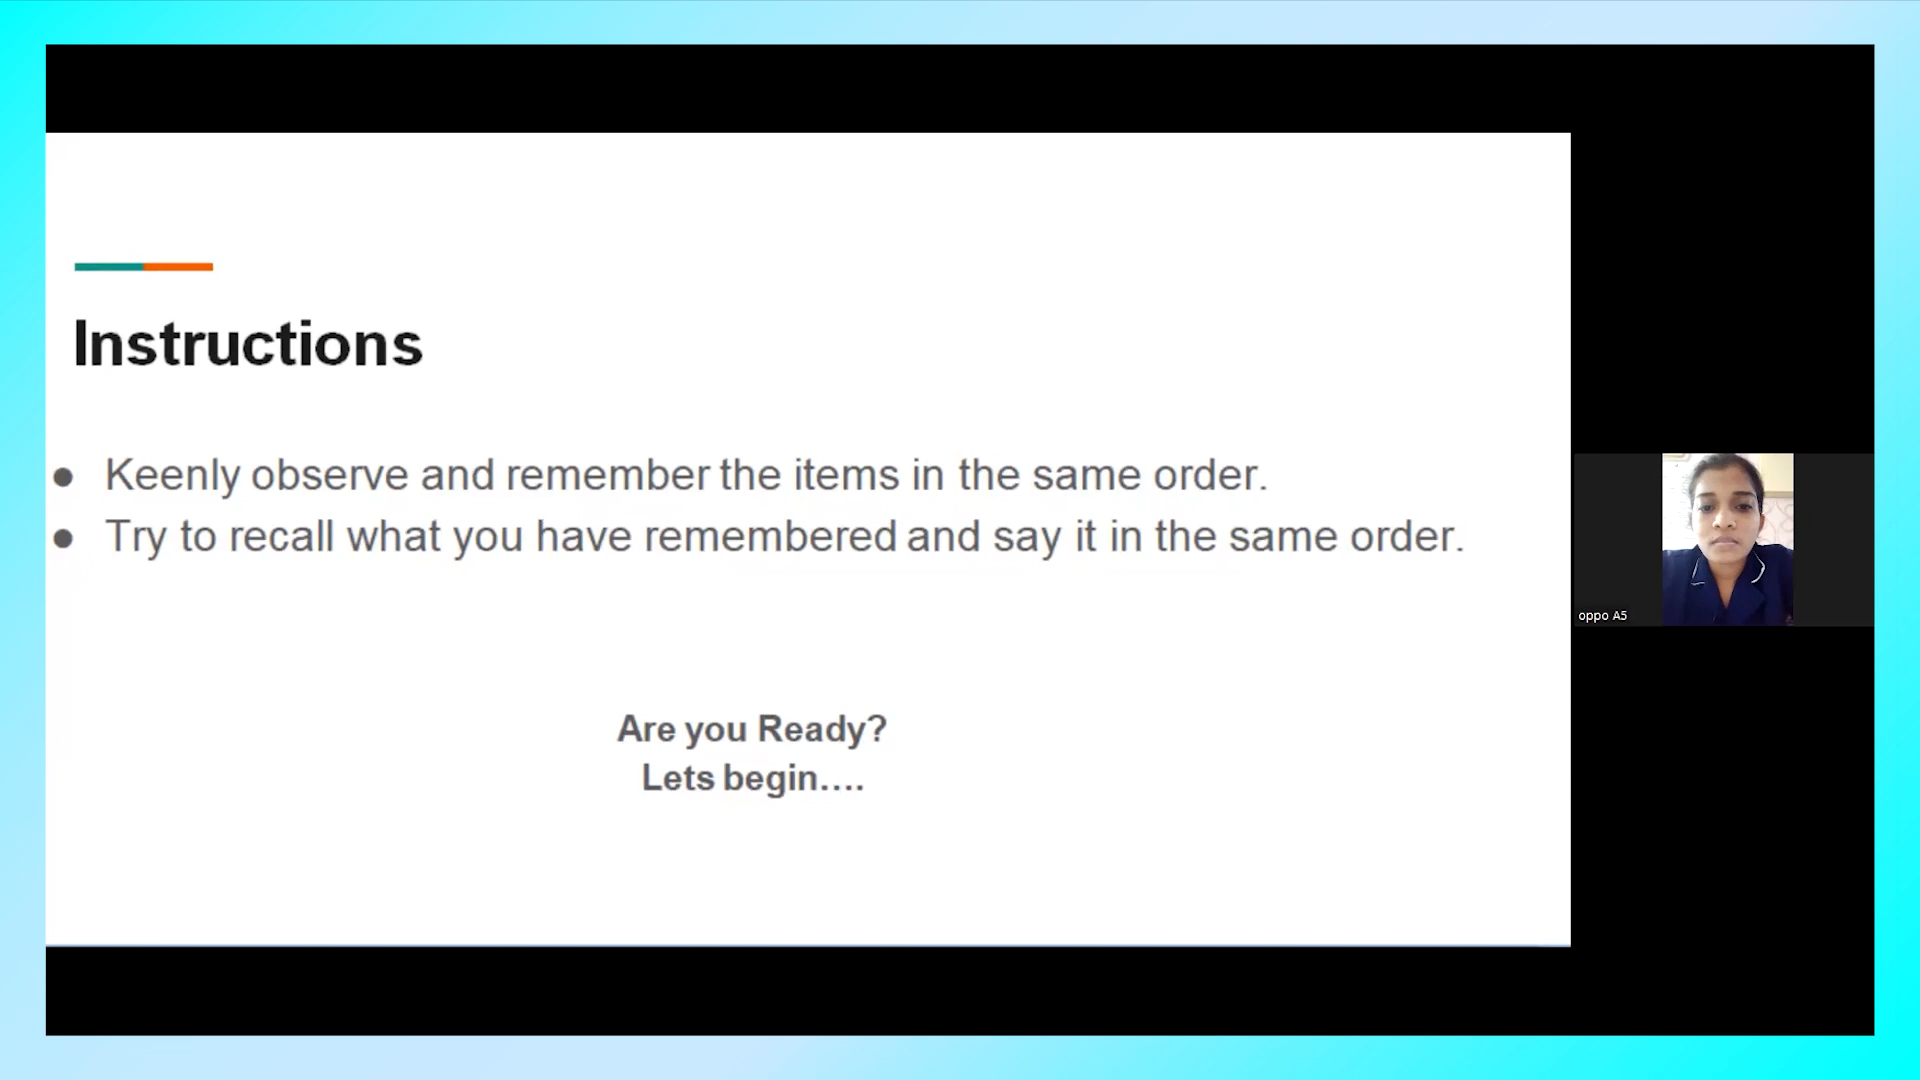 Instructions
● Keenly observe and remember the items in the same order.
● Try to recall what you have remembered and say it in the same order.
Are you Ready?
Lets begin….
oppo A5